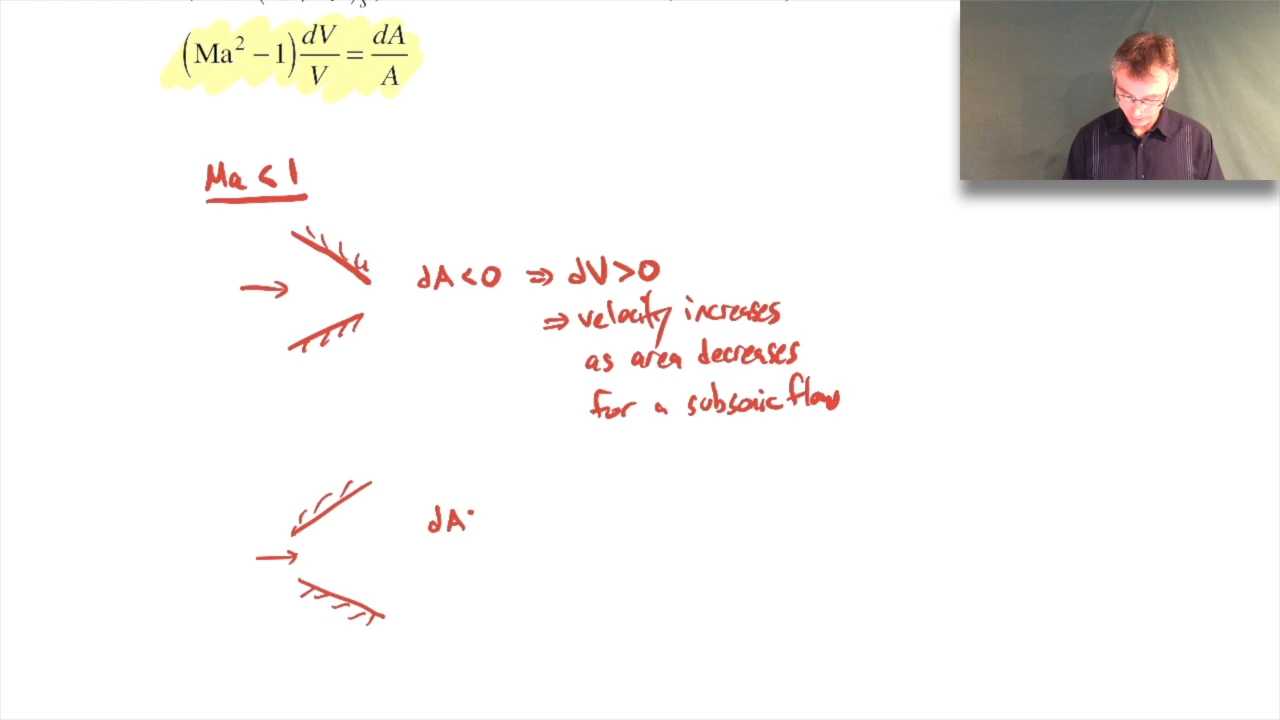 (Ma² − 1) dV/V = dA/A
Ma < 1
dA < 0 ⇒ dV > 0
⇒ velocity increases
as area decreases
for a subsonic flow
dA